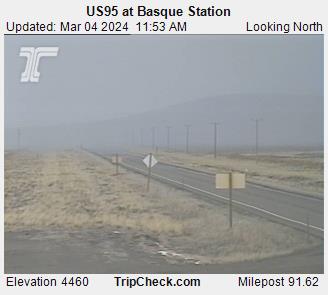 US95 at Basque Station
Updated: Mar 04 2024 11:53 AM Looking North
Elevation 4460 TripCheck.com Milepost 91.62